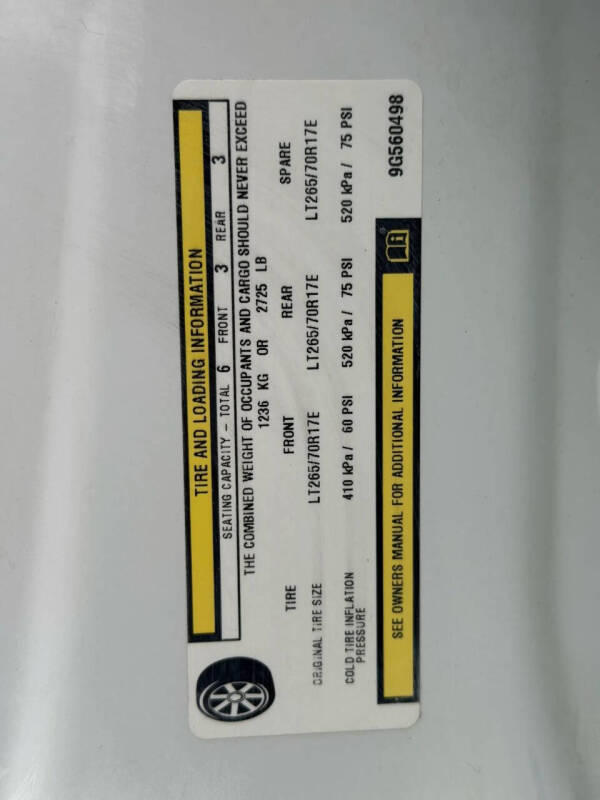 TIRE AND LOADING INFORMATION
SEATING CAPACITY – TOTAL 6 FRONT 3 REAR 3
THE COMBINED WEIGHT OF OCCUPANTS AND CARGO SHOULD NEVER EXCEED
1236 KG OR 2725 LB
TIRE FRONT REAR SPARE
ORIGINAL TIRE SIZE LT265/70R17E LT265/70R17E LT265/70R17E
COLD TIRE INFLATION PRESSURE 410 kPa/ 60 PSI 520 kPa/ 75 PSI 520 kPa/ 75 PSI
SEE OWNERS MANUAL FOR ADDITIONAL INFORMATION
9G560498